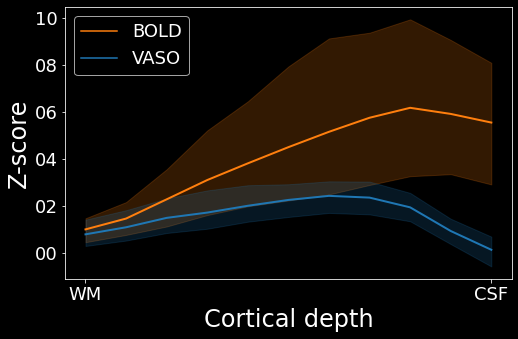 BOLD
VASO
10
08
06
04
02
00
Z-score
WM
CSF
Cortical depth